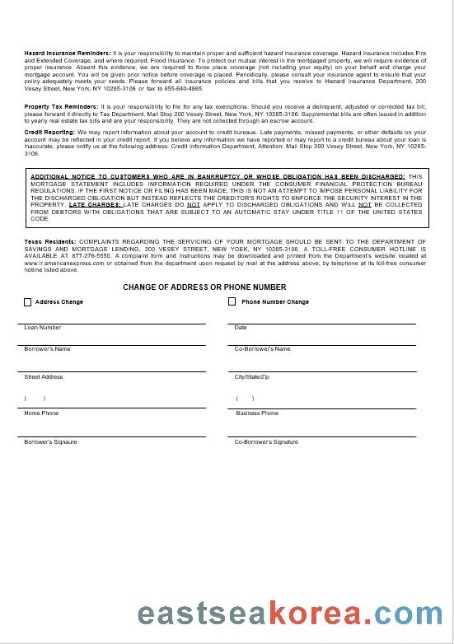 Hazard Insurance Reminders: It is your responsibility to maintain proper and sufficient hazard insurance coverage. Hazard insurance includes Fire
and Extended Coverage, and where required, Flood Insurance. To protect our mutual interest in the mortgaged property, we will require evidence of
proper insurance. Absent this evidence, we are required to force place coverage (not including your equity) on your behalf and charge your
mortgage account. You will be given prior notice before coverage is placed. Periodically, please consult your insurance agent to ensure that your
policy adequately meets your needs. Please forward all insurance policies and bills that you receive to Hazard Insurance Department, 200
Vesey Street, New York, NY 10285-3106 or fax to 855-640-4865.
Property Tax Reminders: It is your responsibility to file for any tax exemptions. Should you receive a delinquent, adjusted or corrected tax bill,
please forward it directly to Tax Department, Mail Stop 200 Vesey Street, New York, NY 10285-3106. Supplemental bills are often issued in addition
to yearly real estate tax bills and are your responsibility. They are not collected through an escrow account.
Credit Reporting: We may report information about your account to credit bureaus. Late payments, missed payments, or other defaults on your
account may be reflected in your credit report. If you believe any information we have reported or may report to a credit bureau about your loan is
inaccurate, please notify us at the following address: Credit Information Department, Attention: Mail Stop 200 Vesey Street, New York, NY 10285-
3106.
ADDITIONAL NOTICE TO CUSTOMERS WHO ARE IN BANKRUPTCY OR WHOSE OBLIGATION HAS BEEN DISCHARGED: THIS
MORTGAGE STATEMENT INCLUDES INFORMATION REQUIRED UNDER THE CONSUMER FINANCIAL PROTECTION BUREAU
REGULATIONS. IF THE FIRST NOTICE OR FILING HAS BEEN MADE, THIS IS NOT AN ATTEMPT TO IMPOSE PERSONAL LIABILITY FOR
THE DISCHARGED OBLIGATION BUT INSTEAD REFLECTS THE CREDITOR'S RIGHTS TO ENFORCE THE SECURITY INTEREST IN THE
PROPERTY. LATE CHARGES: LATE CHARGES DO NOT APPLY TO DISCHARGED OBLIGATIONS AND WILL NOT BE COLLECTED
FROM DEBTORS WITH OBLIGATIONS THAT ARE SUBJECT TO AN AUTOMATIC STAY UNDER TITLE 11 OF THE UNITED STATES
CODE.
Texas Residents: COMPLAINTS REGARDING THE SERVICING OF YOUR MORTGAGE SHOULD BE SENT TO THE DEPARTMENT OF
SAVINGS AND MORTGAGE LENDING, 200 VESEY STREET, NEW YORK, NY 10285-3106. A TOLL-FREE CONSUMER HOTLINE IS
AVAILABLE AT 877-276-5550. A complaint form and instructions may be downloaded and printed from the Department's website located at
www.ir.americanexpress.com or obtained from the department upon request by mail at the address above, by telephone at its toll-free consumer
hotline listed above.
CHANGE OF ADDRESS OR PHONE NUMBER
Address Change Phone Number Change
Loan Number Date
Borrower's Name Co-Borrower's Name
Street Address City/State/Zip
( ) ( )
Home Phone Business Phone
Borrower's Signaure Co-Borrower's Signature
eastseakorea.com